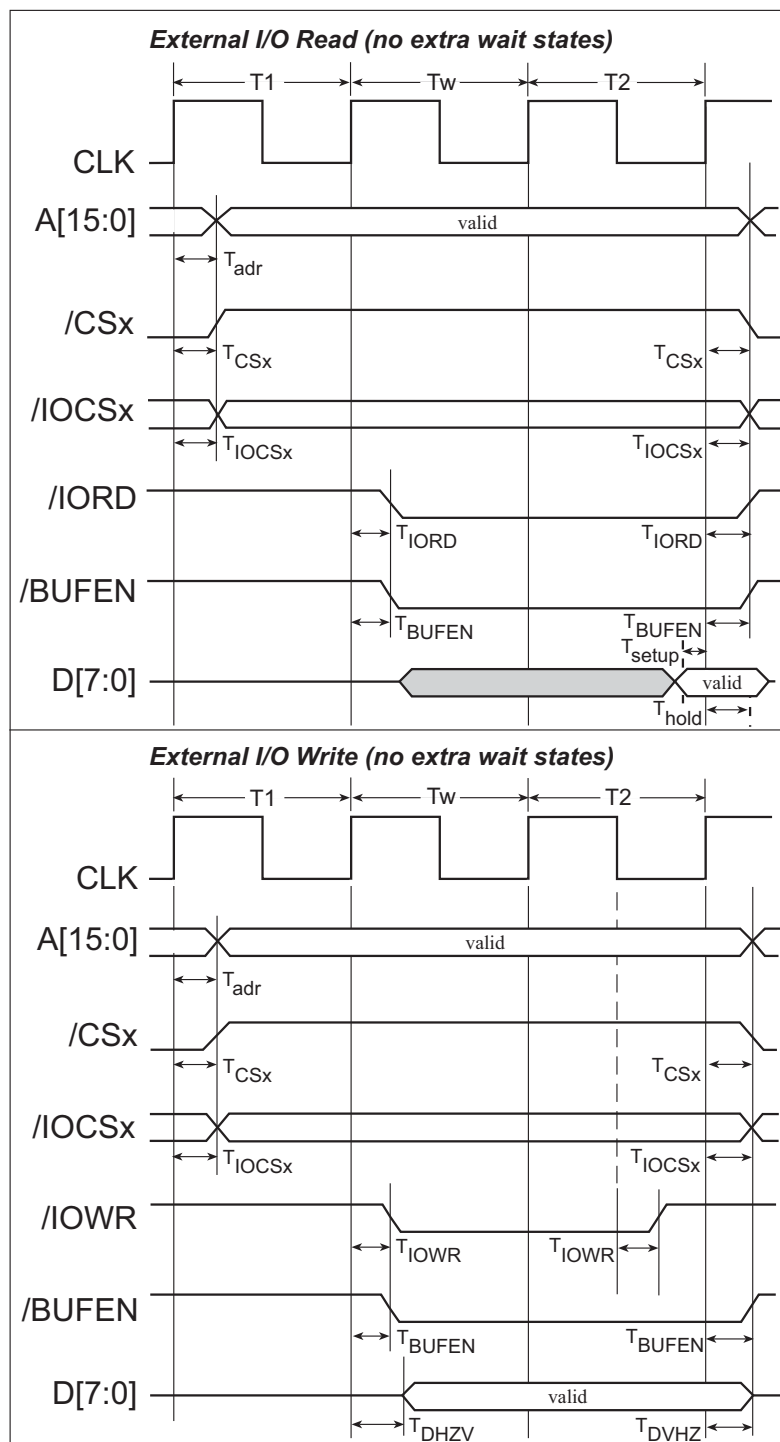 External I/O Read (no extra wait states)
T1 Tw T2
CLK
A[15:0] valid
Tadr
/CSx
TCSx TCSx
/IOCSx
TIOCSx TIOCSx
/IORD
TIORD TIORD
/BUFEN
TBUFEN TBUFEN
Tsetup
D[7:0] valid
Thold
External I/O Write (no extra wait states)
T1 Tw T2
CLK
A[15:0] valid
Tadr
/CSx
TCSx TCSx
/IOCSx
TIOCSx TIOCSx
/IOWR
TIOWR TIOWR
/BUFEN
TBUFEN TBUFEN
D[7:0] valid
TDHZV TDVHZ